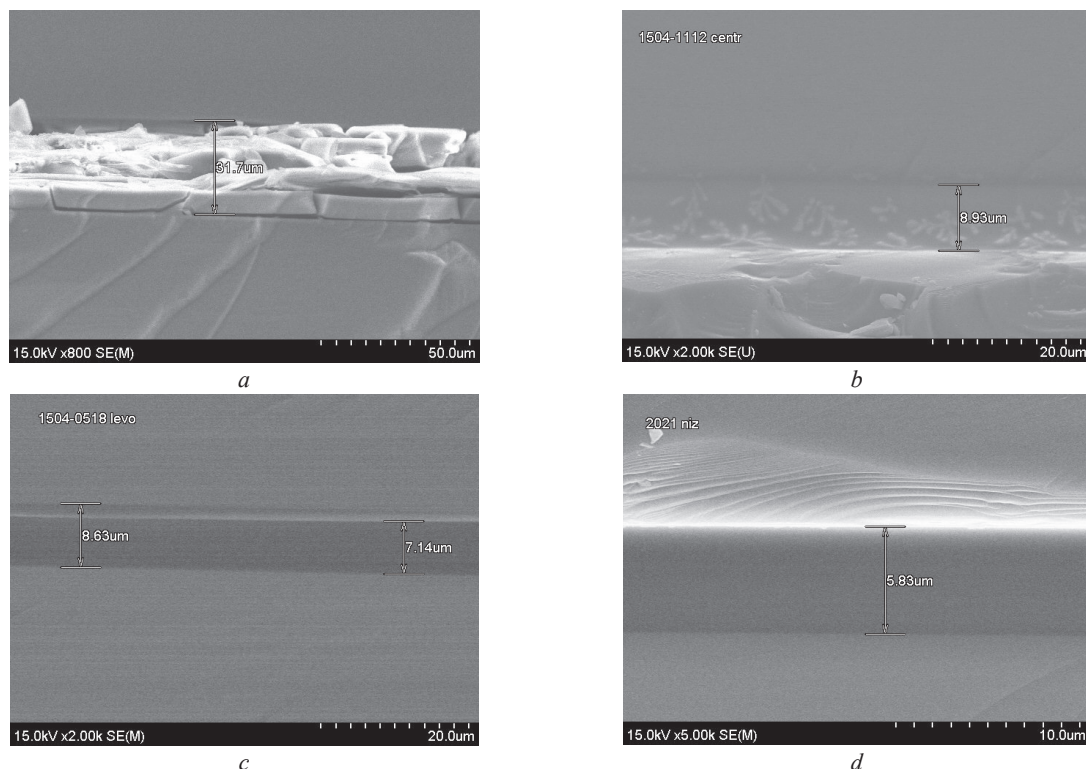 31.7um
15.0kV x800 SE(M) 50.0um
a
1504-1112 centr
8.93um
15.0kV x2.00k SE(U) 20.0um
b
1504-0518 levo
8.63um
7.14um
15.0kV x2.00k SE(M) 20.0um
c
2021 niz
5.83um
15.0kV x5.00k SE(M) 10.0um
d